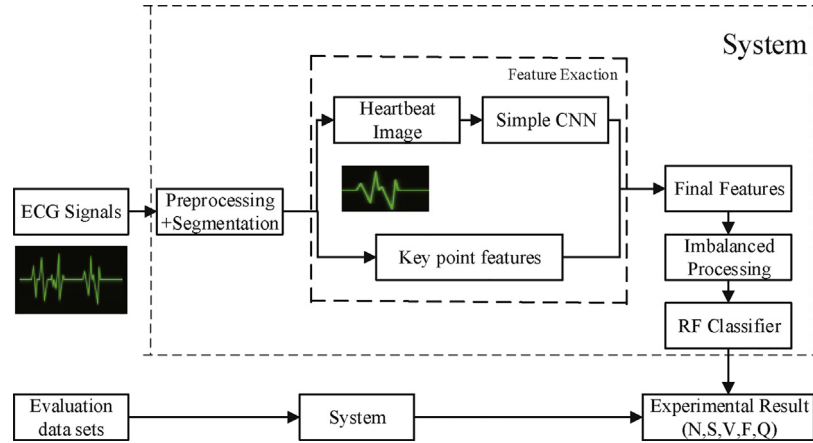 System
Feature Exaction
Heartbeat
Image
Simple CNN
ECG Signals
Preprocessing
+Segmentation
Final Features
Key point features
Imbalanced
Processing
RF Classifier
Evaluation
data sets
System
Experimental Result
(N,S,V,F,Q)